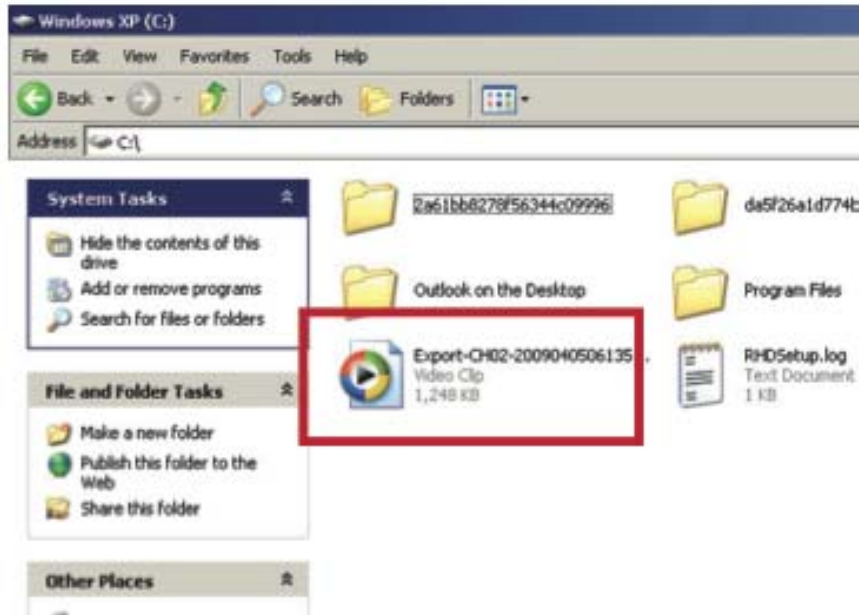 Windows XP (C:)
File Edit View Favorites Tools Help
Back Search Folders
Address C:\
System Tasks
Hide the contents of this
drive
Add or remove programs
Search for files or folders
File and Folder Tasks
Make a new folder
Publish this folder to the
Web
Share this folder
Other Places
2a61bb8278f56344c09996
da5f26a1d774b
Outlook on the Desktop
Program Files
Export-CH02-2009040506135...
Video Clip
1,248 KB
RHDSetup.log
Text Document
1 KB